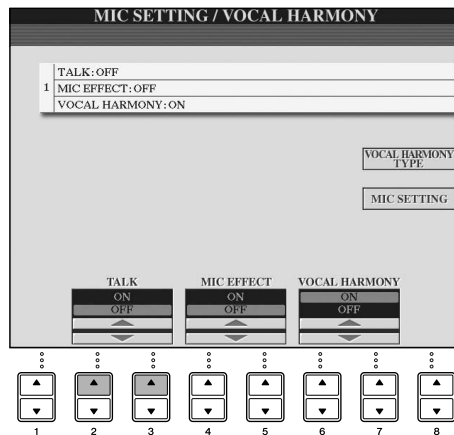 MIC SETTING / VOCAL HARMONY
TALK:OFF
1 MIC EFFECT:OFF
VOCAL HARMONY:ON
VOCAL HARMONY
TYPE
MIC SETTING
TALK MIC EFFECT VOCAL HARMONY
ON ON ON
OFF OFF OFF
1 2 3 4 5 6 7 8